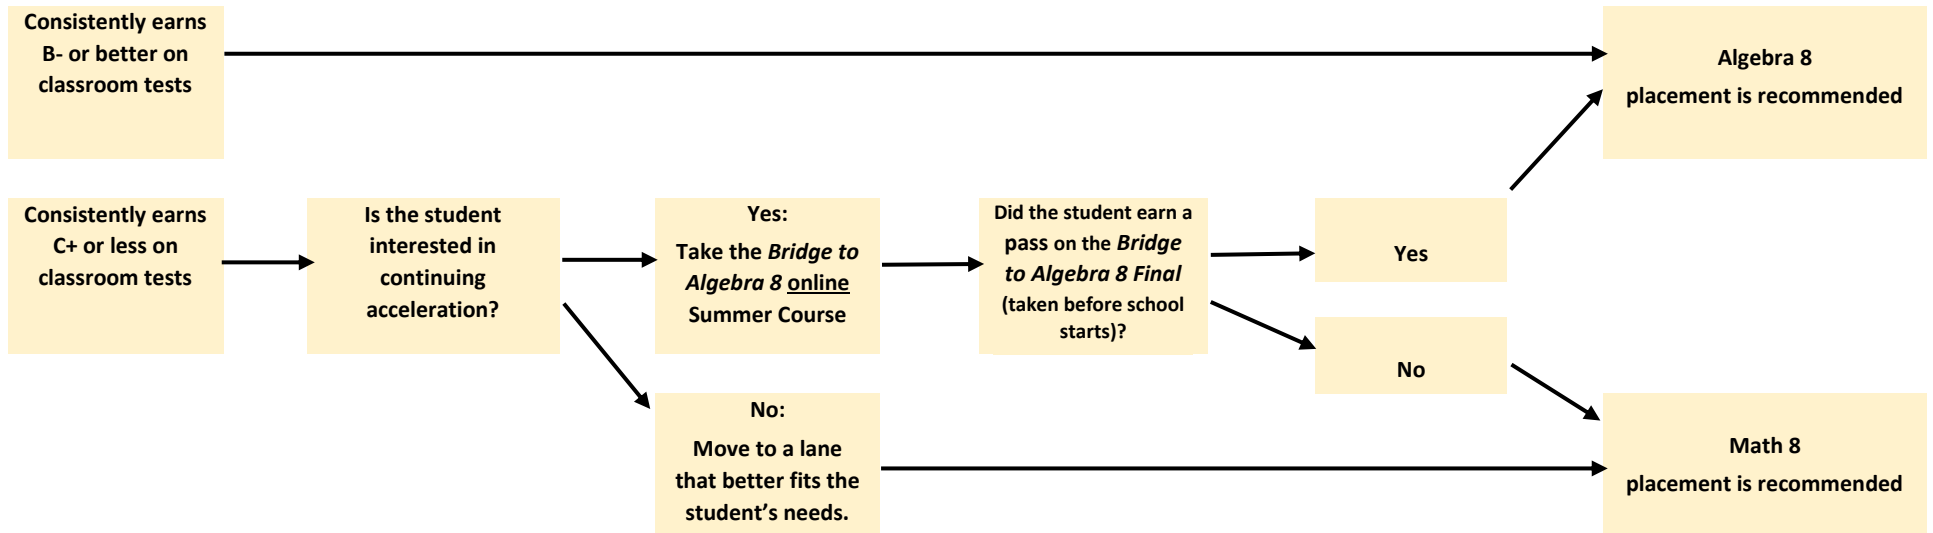 Consistently earns
B- or better on
classroom tests
Algebra 8
placement is recommended
Consistently earns
C+ or less on
classroom tests
Is the student
interested in
continuing
acceleration?
Yes:
Take the Bridge to
Algebra 8 online
Summer Course
Did the student earn a
pass on the Bridge
to Algebra 8 Final
(taken before school
starts)?
Yes
No
No:
Move to a lane
that better fits the
student’s needs.
Math 8
placement is recommended